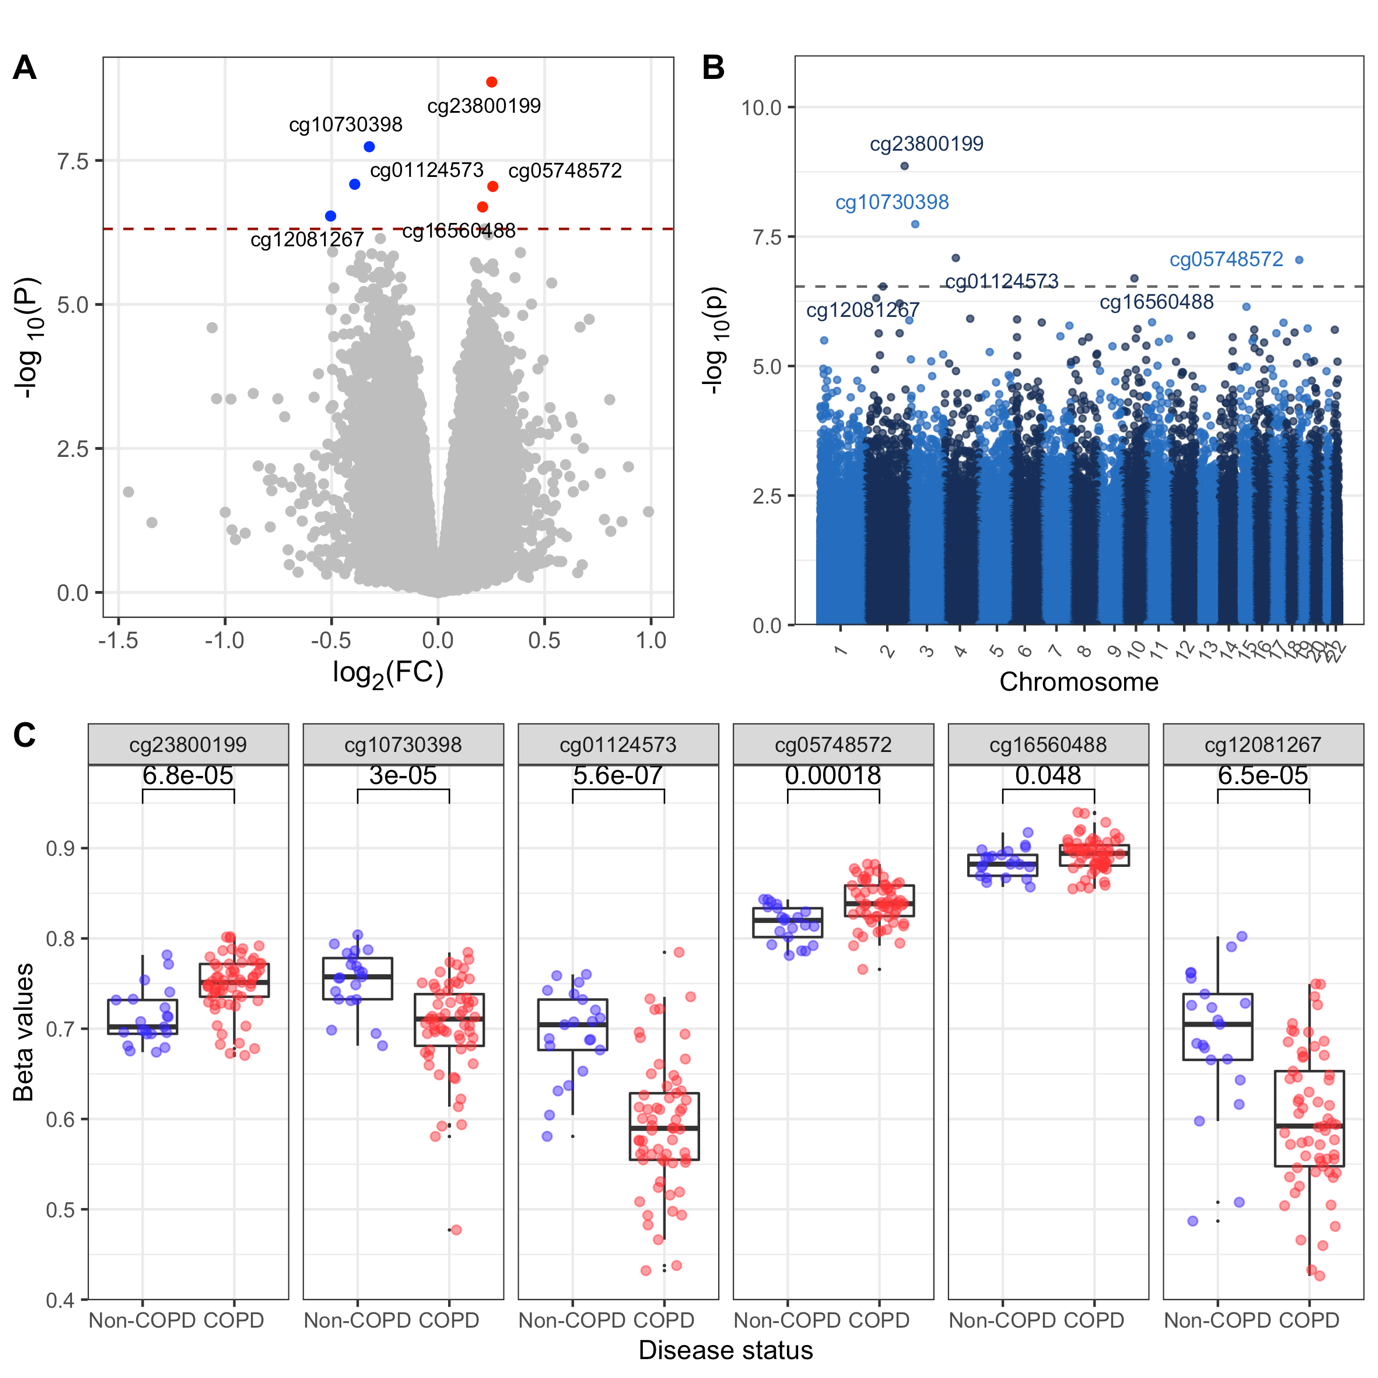 A
cg23800199
cg10730398
cg01124573
cg05748572
cg16560488
cg12081267
7.5
5.0
2.5
0.0
-log 10(P)
-1.5 -1.0 -0.5 0.0 0.5 1.0
log2(FC)
B
cg23800199
cg10730398
cg05748572
cg01124573
cg16560488
cg12081267
10.0
7.5
5.0
2.5
0.0
-log 10(p)
1 2 3 4 5 6 7 8 9 10 11 12 13 14 15 16 17 18 19 20 21 22
Chromosome
C
cg23800199 cg10730398 cg01124573 cg05748572 cg16560488 cg12081267
6.8e-05 3e-05 5.6e-07 0.00018 0.048 6.5e-05
0.9
0.8
0.7
0.6
0.5
0.4
Beta values
Non-COPD COPD Non-COPD COPD Non-COPD COPD Non-COPD COPD Non-COPD COPD Non-COPD COPD
Disease status